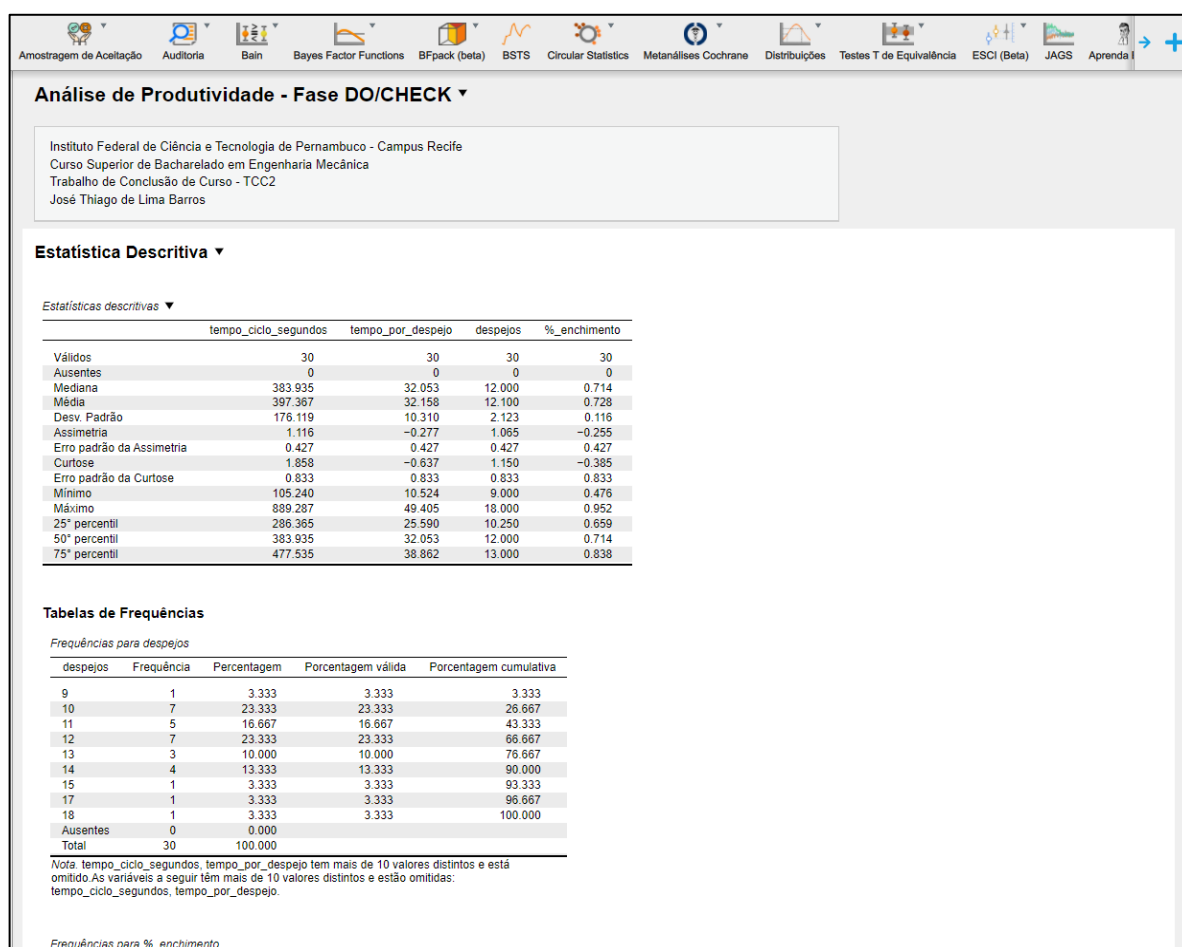 Amostragem de Aceitação Auditoria Bain Bayes Factor Functions BFpack (beta) BSTS Circular Statistics Metanálises Cochrane Distribuições Testes T de Equivalência ESCI (Beta) JAGS Aprenda
Análise de Produtividade - Fase DO/CHECK
Instituto Federal de Ciência e Tecnologia de Pernambuco - Campus Recife
Curso Superior de Bacharelado em Engenharia Mecânica
Trabalho de Conclusão de Curso - TCC2
José Thiago de Lima Barros
Estatística Descritiva
Estatísticas descritivas
tempo_ciclo_segundos tempo_por_despejo despejos %_enchimento
Válidos 30 30 30 30
Ausentes 0 0 0 0
Mediana 383.935 32.053 12.000 0.714
Média 397.367 32.158 12.100 0.728
Desv. Padrão 176.119 10.310 2.123 0.116
Assimetria 1.116 −0.277 1.065 −0.255
Erro padrão da Assimetria 0.427 0.427 0.427 0.427
Curtose 1.858 −0.637 1.150 −0.385
Erro padrão da Curtose 0.833 0.833 0.833 0.833
Mínimo 105.240 10.524 9.000 0.476
Máximo 889.287 49.405 18.000 0.952
25° percentil 286.365 25.590 10.250 0.659
50° percentil 383.935 32.053 12.000 0.714
75° percentil 477.535 38.862 13.000 0.838
Tabelas de Frequências
Frequências para despejos
despejos Frequência Percentagem Porcentagem válida Porcentagem cumulativa
9 1 3.333 3.333 3.333
10 7 23.333 23.333 26.667
11 5 16.667 16.667 43.333
12 7 23.333 23.333 66.667
13 3 10.000 10.000 76.667
14 4 13.333 13.333 90.000
15 1 3.333 3.333 93.333
17 1 3.333 3.333 96.667
18 1 3.333 3.333 100.000
Ausentes 0 0.000
Total 30 100.000
Nota. tempo_ciclo_segundos, tempo_por_despejo tem mais de 10 valores distintos e está
omitido.As variáveis a seguir têm mais de 10 valores distintos e estão omitidas:
tempo_ciclo_segundos, tempo_por_despejo.
Frequências para %_enchimento